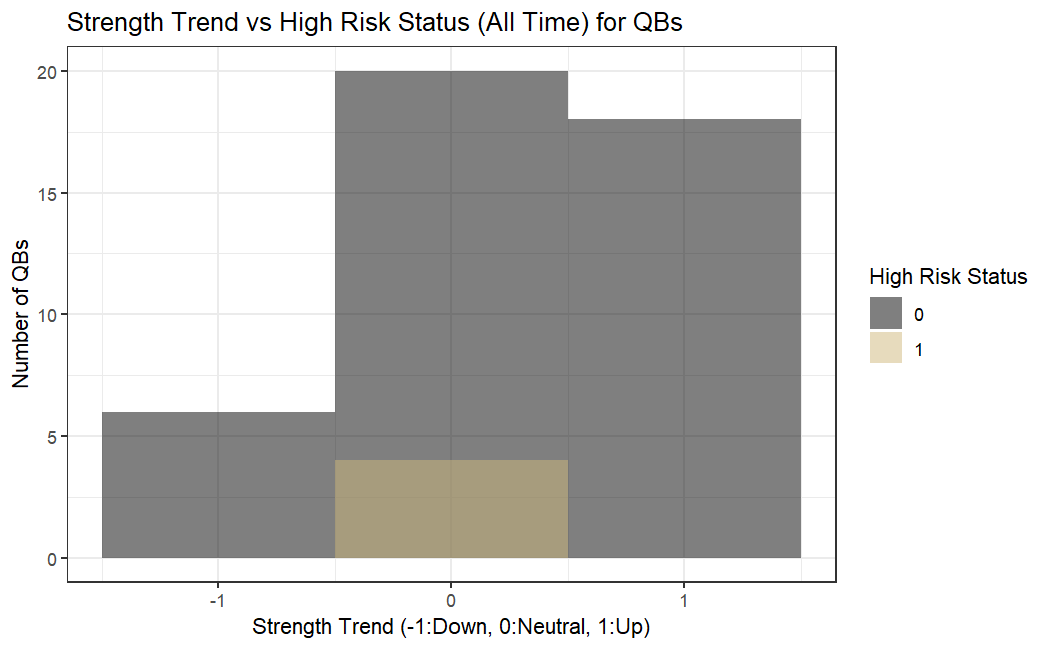 Strength Trend vs High Risk Status (All Time) for QBs
Number of QBs
20
15
10
5
0
-1
0
1
Strength Trend (-1:Down, 0:Neutral, 1:Up)
High Risk Status
0
1